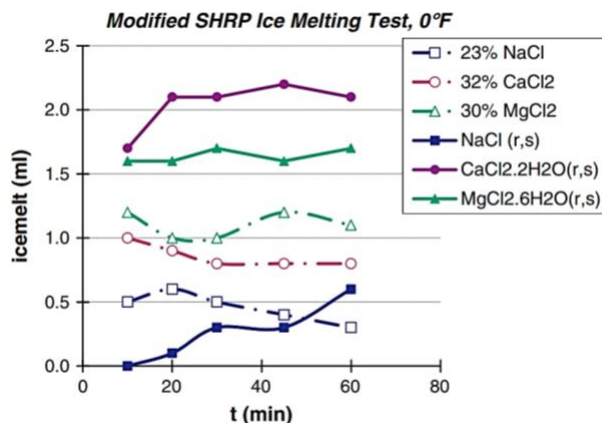 Modified SHRP Ice Melting Test, 0°F
2.5
2.0
1.5
1.0
0.5
0.0
icemelt (ml)
0
20
40
60
80
t (min)
23% NaCl
32% CaCl2
30% MgCl2
NaCl (r,s)
CaCl2.2H2O(r,s)
MgCl2.6H2O(r,s)